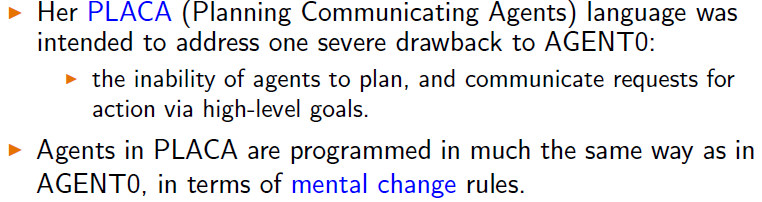 Her PLACA (Planning Communicating Agents) language was
intended to address one severe drawback to AGENT0:
the inability of agents to plan, and communicate requests for
action via high-level goals.
Agents in PLACA are programmed in much the same way as in
AGENT0, in terms of mental change rules.